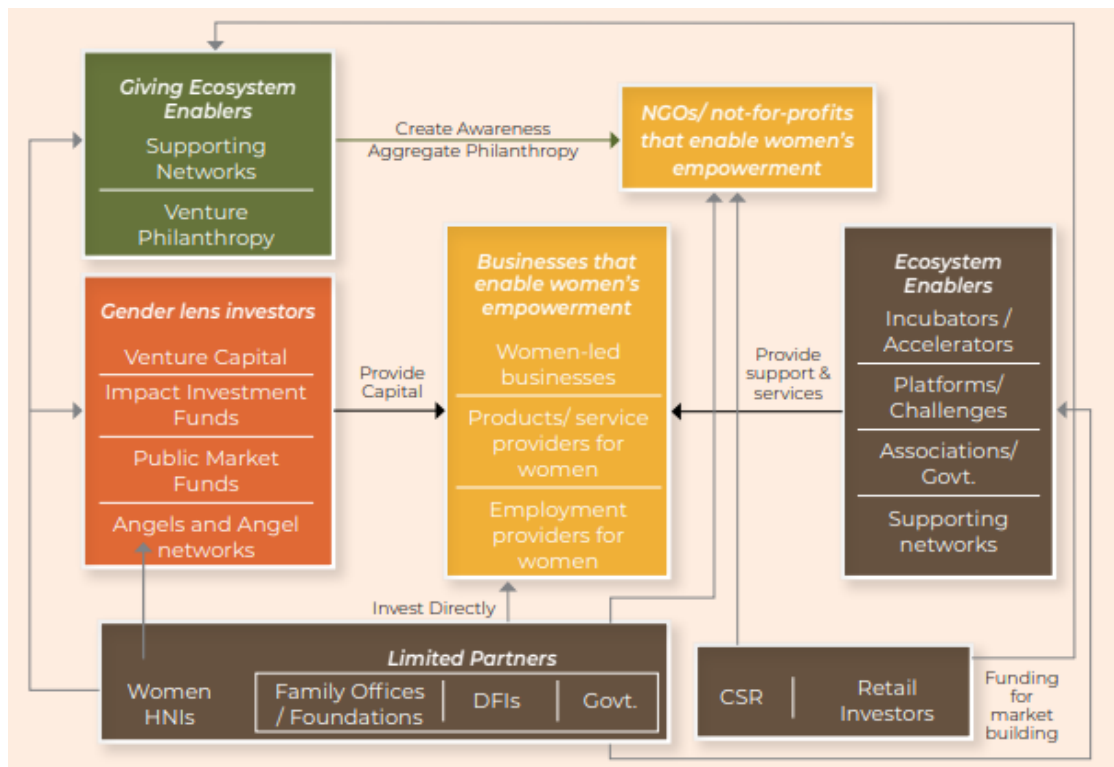 Giving Ecosystem
Enablers
Supporting
Networks
Venture
Philanthropy
Create Awareness
Aggregate Philanthropy
NGOs/ not-for-profits
that enable women's
empowerment
Gender lens investors
Venture Capital
Impact Investment
Funds
Public Market
Funds
Angels and Angel
networks
Provide
Capital
Businesses that
enable women's
empowerment
Women-led
businesses
Products/ service
providers for
women
Employment
providers for
women
Provide
support &
services
Ecosystem
Enablers
Incubators /
Accelerators
Platforms/
Challenges
Associations/
Govt.
Supporting
networks
Invest Directly
Limited Partners
Women
HNIs
Family Offices
/ Foundations
DFIs
Govt.
CSR
Retail
Investors
Funding
for
market
building